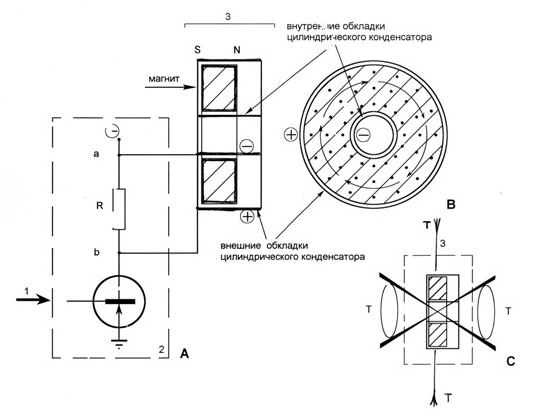 3
внутренние обкладки
цилиндрического конденсатора
S N
магнит
a
R
b
1
2
A
внешние обкладки
цилиндрического конденсатора
B
T
3
T
T
C
T